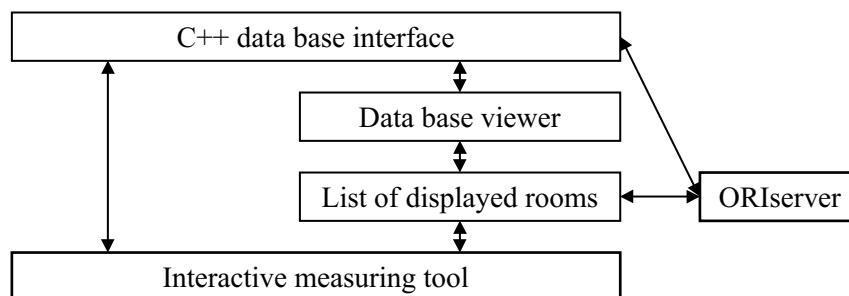 C++ data base interface
Data base viewer
List of displayed rooms
ORIserver
Interactive measuring tool